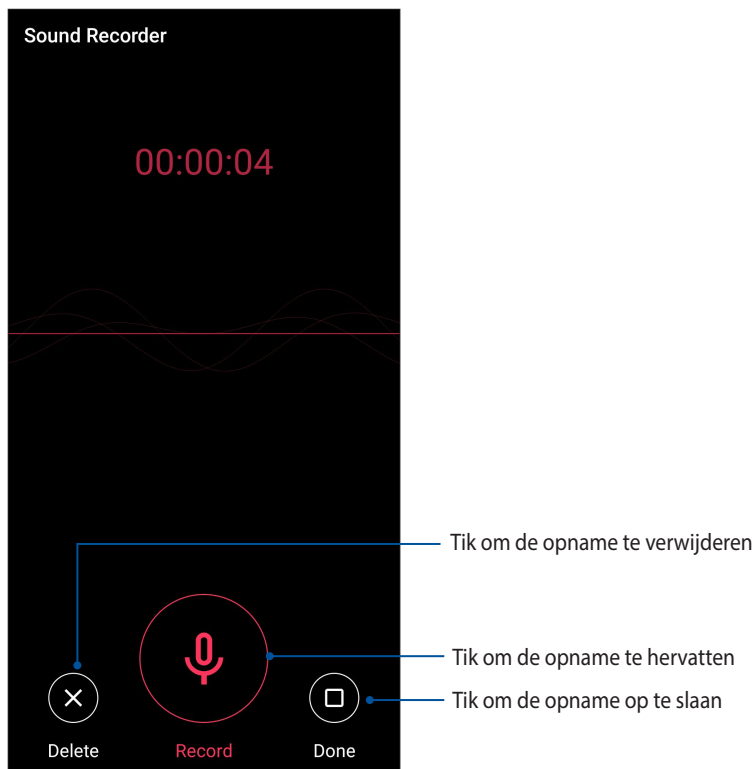 Sound Recorder
00:00:04
Tik om de opname te verwijderen
Tik om de opname te hervatten
Tik om de opname op te slaan
Delete
Record
Done